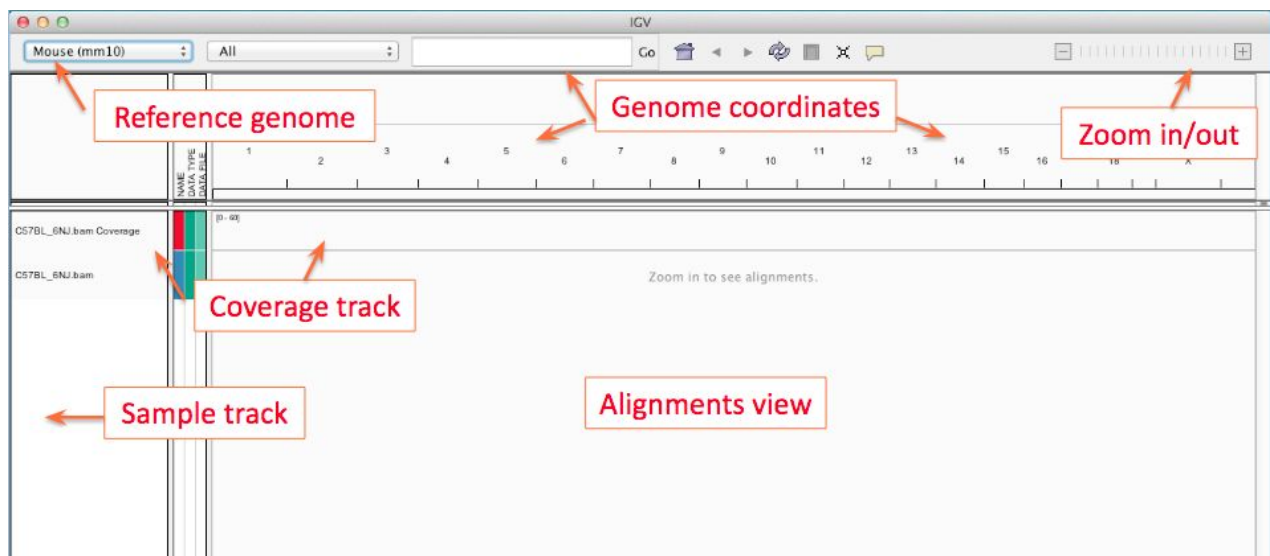 IGV
Mouse (mm10)
All
Go
Reference genome
Genome coordinates
Zoom in/out
NAME
DATA TYPE
DATA FILE
1 2 3 4 5 6 7 8 9 10 11 12 13 14 15 16 18 X
C57BL_6NJ.bam Coverage
[0 - 60]
C57BL_6NJ.bam
Zoom in to see alignments.
Coverage track
Sample track
Alignments view